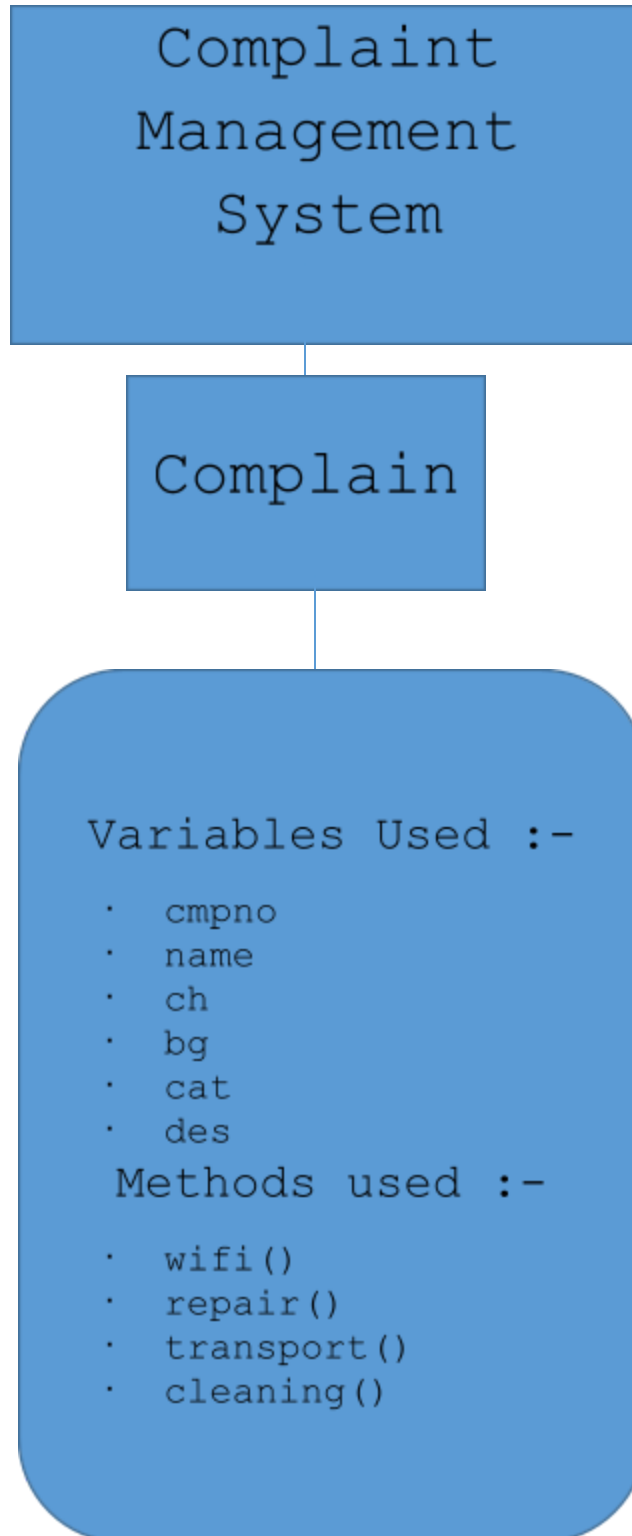 Complaint
Management
System
Complain
Variables Used :-
· cmpno
· name
· ch
· bg
· cat
· des
Methods used :-
· wifi()
· repair()
· transport()
· cleaning()